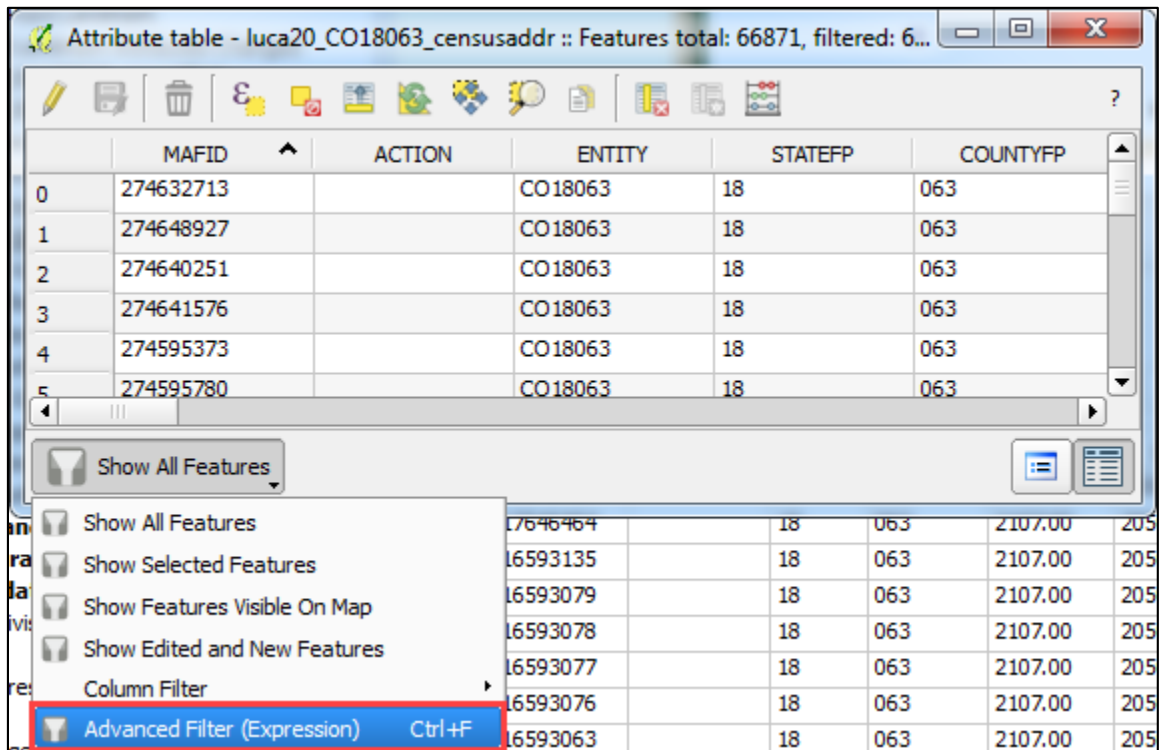 Attribute table - luca20_CO18063_censusaddr :: Features total: 66871, filtered: 6...
?
MAFID ACTION ENTITY STATEFP COUNTYFP
0 274632713 CO18063 18 063
1 274648927 CO18063 18 063
2 274640251 CO18063 18 063
3 274641576 CO18063 18 063
4 274595373 CO18063 18 063
5 274595780 CO18063 18 063
Show All Features
Show All Features 17646464 18 063 2107.00 205
Show Selected Features 16593135 18 063 2107.00 205
Show Features Visible On Map 16593079 18 063 2107.00 205
Show Edited and New Features 16593078 18 063 2107.00 205
Column Filter 16593077 18 063 2107.00 205
16593076 18 063 2107.00 205
Advanced Filter (Expression) Ctrl+F 16593063 18 063 2107.00 205